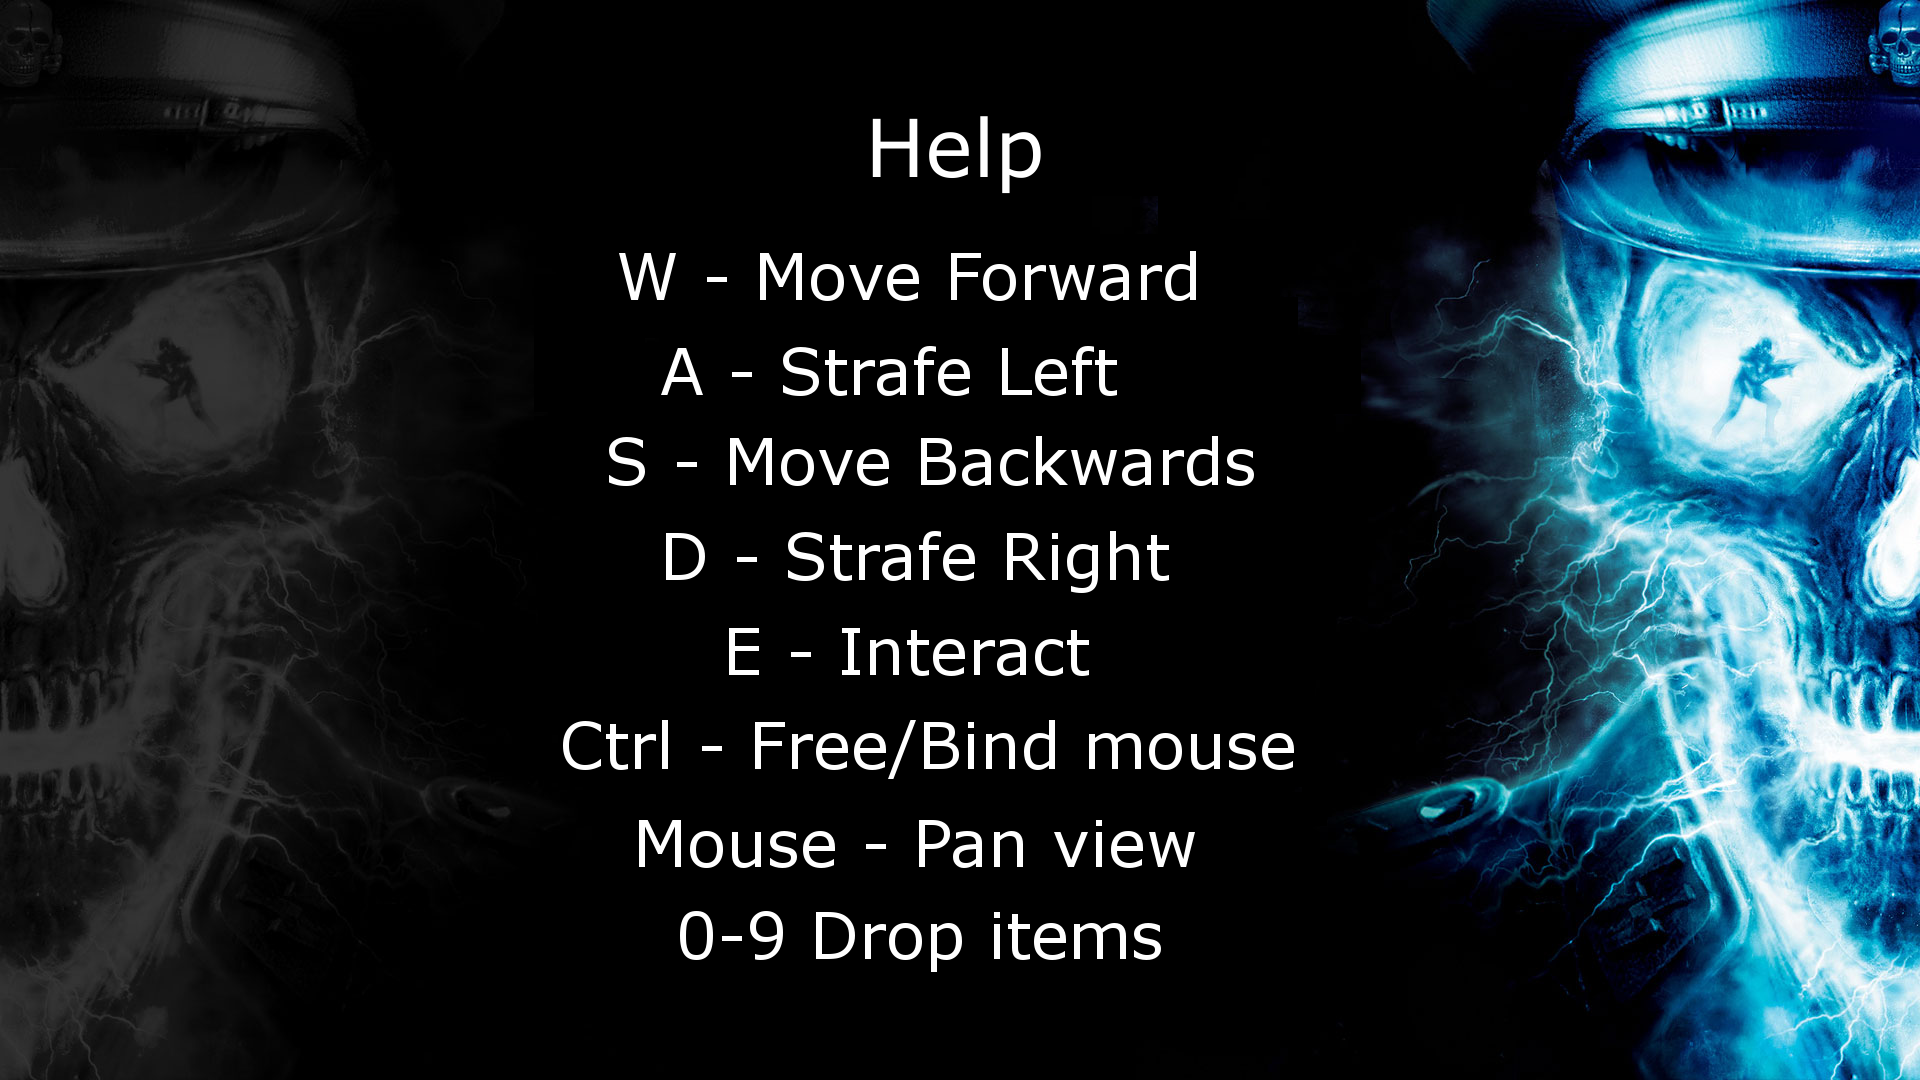 Help
W - Move Forward
A - Strafe Left
S - Move Backwards
D - Strafe Right
E - Interact
Ctrl - Free/Bind mouse
Mouse - Pan view
0-9 Drop items